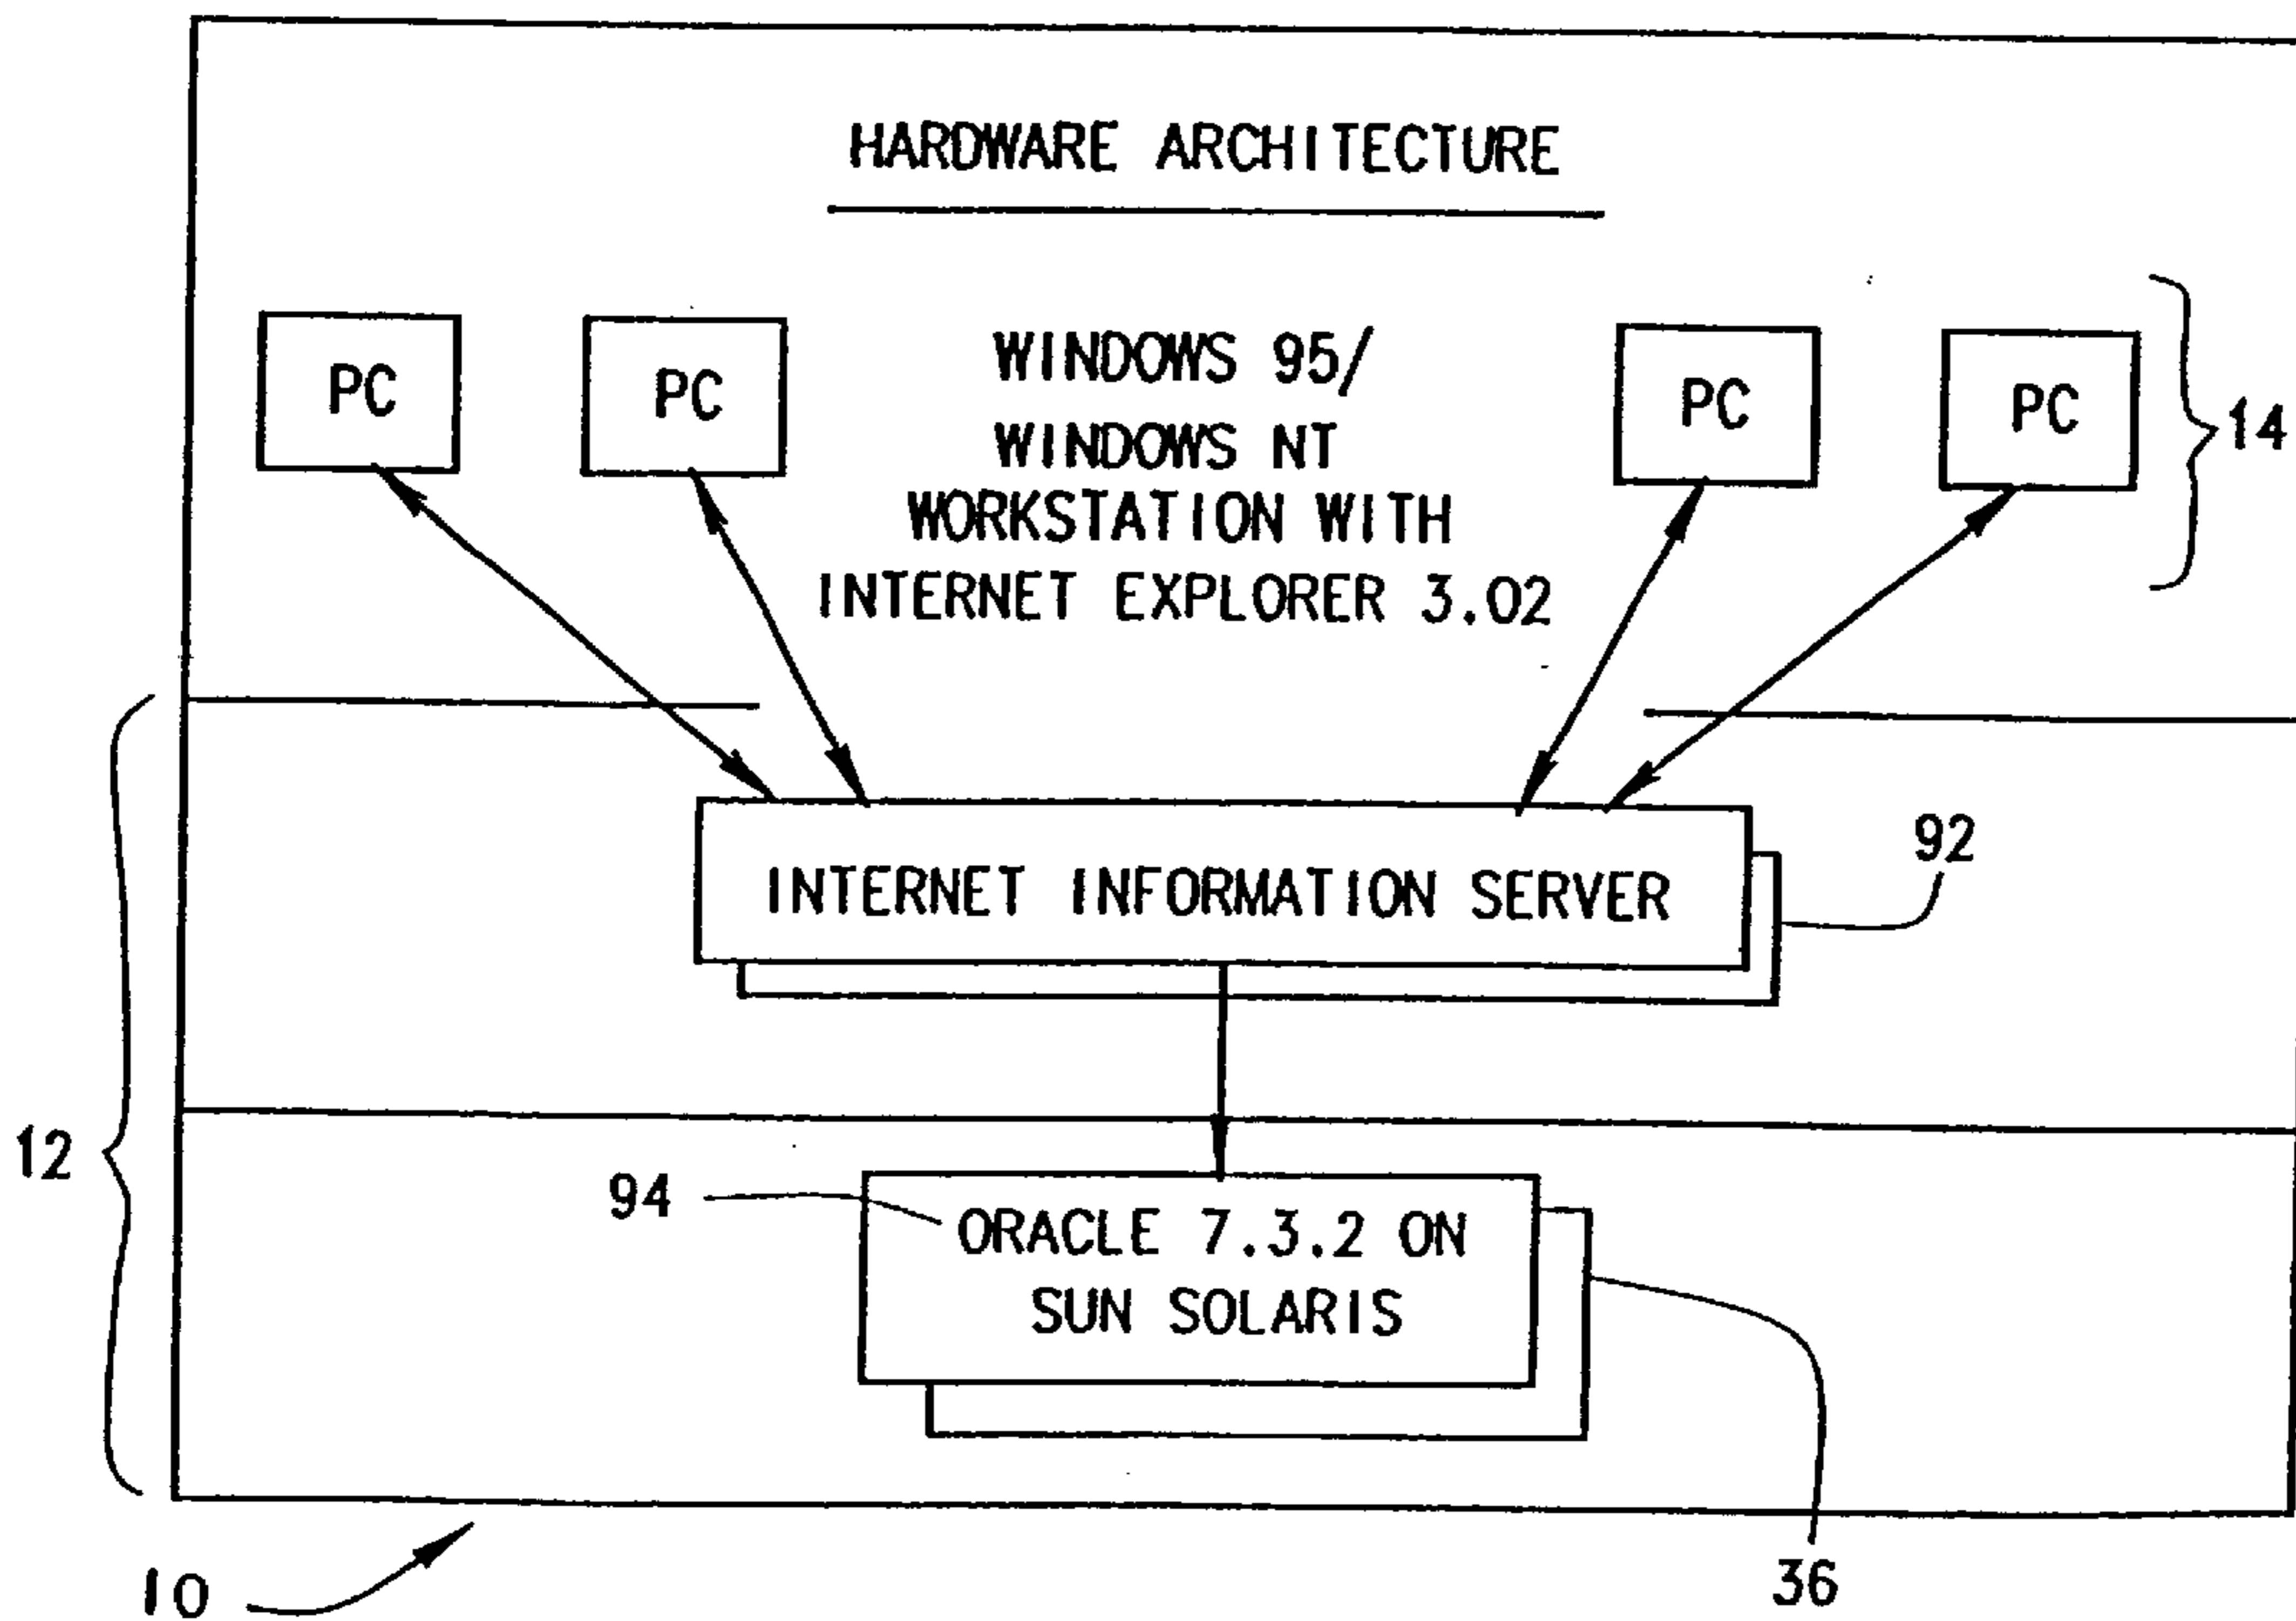 HARDWARE ARCHITECTURE
PC
PC
WINDOWS 95/
WINDOWS NT
WORKSTATION WITH
INTERNET EXPLORER 3.02
PC
PC
14
INTERNET INFORMATION SERVER
92
12
94
ORACLE 7.3.2 ON
SUN SOLARIS
10
36